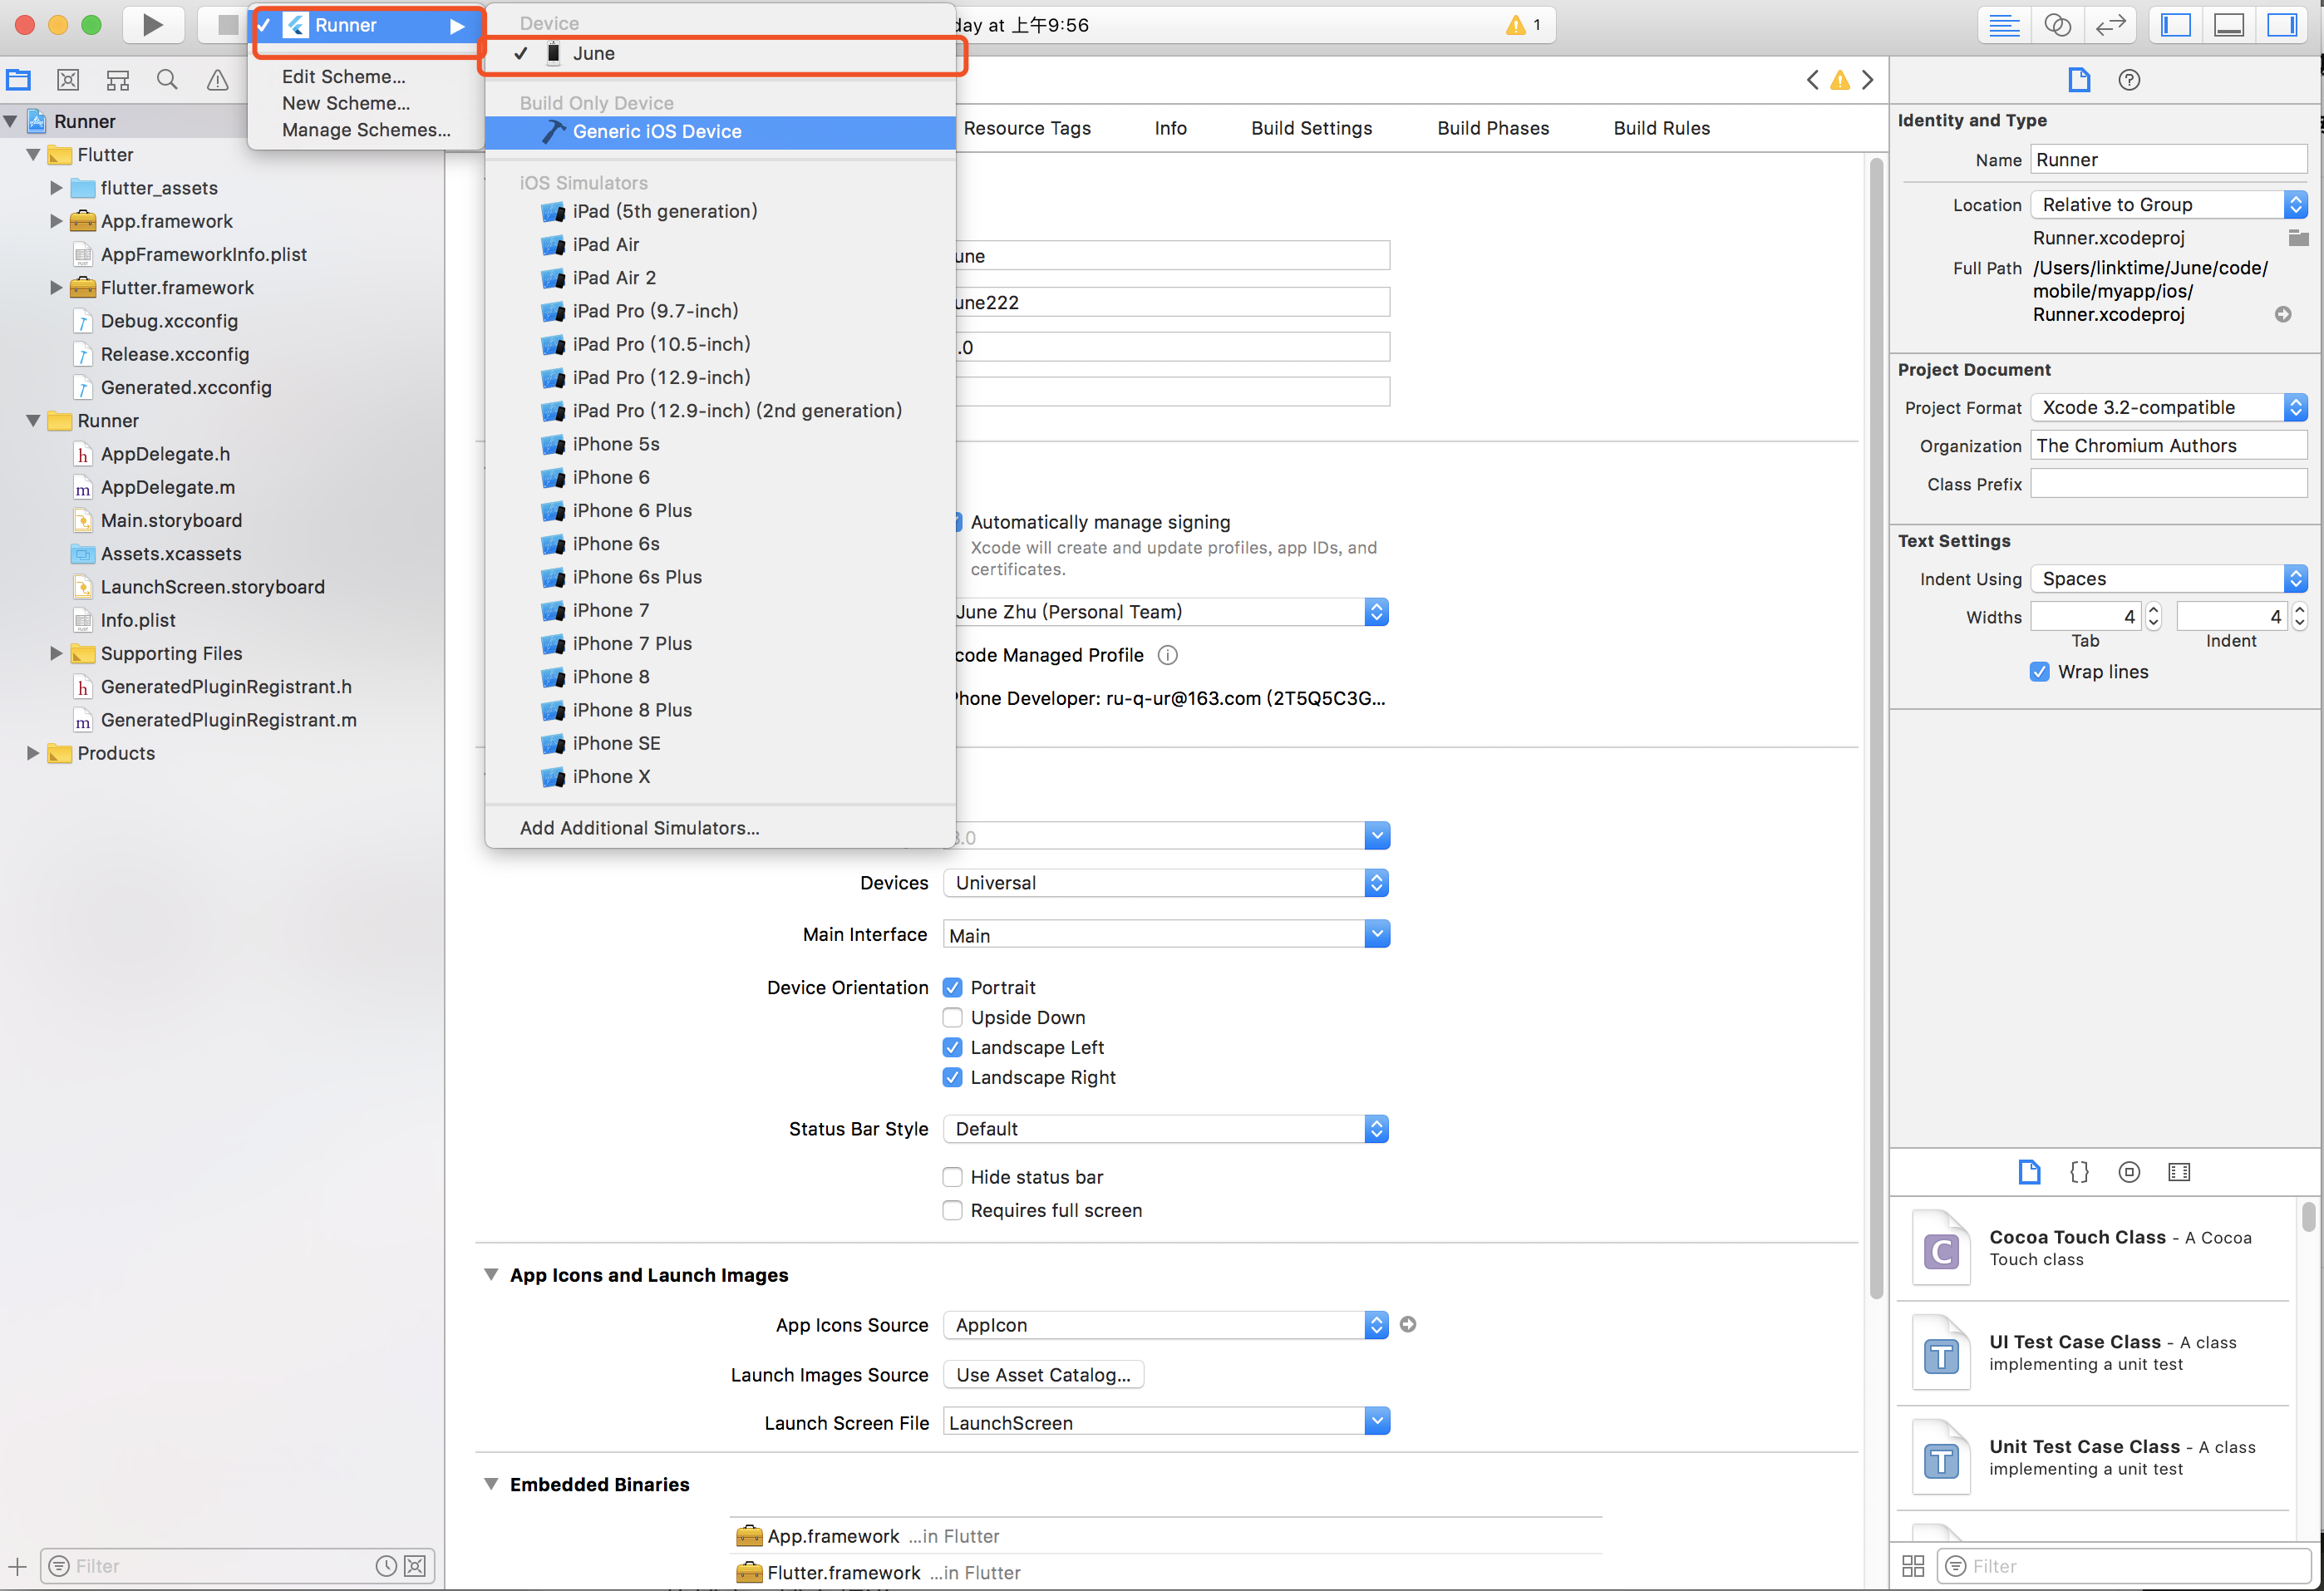 Runner
Edit Scheme...
New Scheme...
Manage Schemes...
Device
June
Build Only Device
Generic iOS Device
iOS Simulators
iPad (5th generation)
iPad Air
iPad Air 2
iPad Pro (9.7-inch)
iPad Pro (10.5-inch)
iPad Pro (12.9-inch)
iPad Pro (12.9-inch) (2nd generation)
iPhone 5s
iPhone 6
iPhone 6 Plus
iPhone 6s
iPhone 6s Plus
iPhone 7
iPhone 7 Plus
iPhone 8
iPhone 8 Plus
iPhone SE
iPhone X
Add Additional Simulators...
day at 上午9:56
1
Runner
Flutter
flutter_assets
App.framework
AppFrameworkInfo.plist
Flutter.framework
Debug.xcconfig
Release.xcconfig
Generated.xcconfig
Runner
AppDelegate.h
AppDelegate.m
Main.storyboard
Assets.xcassets
LaunchScreen.storyboard
Info.plist
Supporting Files
GeneratedPluginRegistrant.h
GeneratedPluginRegistrant.m
Products
Filter
Resource Tags Info Build Settings Build Phases Build Rules
une
une222
.0
Automatically manage signing
Xcode will create and update profiles, app IDs, and
certificates.
June Zhu (Personal Team)
code Managed Profile
Phone Developer: ru-q-ur@163.com (2T5Q5C3G...
8.0
Devices Universal
Main Interface Main
Device Orientation Portrait
Upside Down
Landscape Left
Landscape Right
Status Bar Style Default
Hide status bar
Requires full screen
App Icons and Launch Images
App Icons Source AppIcon
Launch Images Source Use Asset Catalog...
Launch Screen File LaunchScreen
Embedded Binaries
App.framework ...in Flutter
Flutter.framework ...in Flutter
Identity and Type
Name Runner
Location Relative to Group
Runner.xcodeproj
Full Path /Users/linktime/June/code/
mobile/myapp/ios/
Runner.xcodeproj
Project Document
Project Format Xcode 3.2-compatible
Organization The Chromium Authors
Class Prefix
Text Settings
Indent Using Spaces
Widths 4 4
Tab Indent
Wrap lines
{}
C
Cocoa Touch Class - A Cocoa
Touch class
T
UI Test Case Class - A class
implementing a unit test
T
Unit Test Case Class - A class
implementing a unit test
Filter